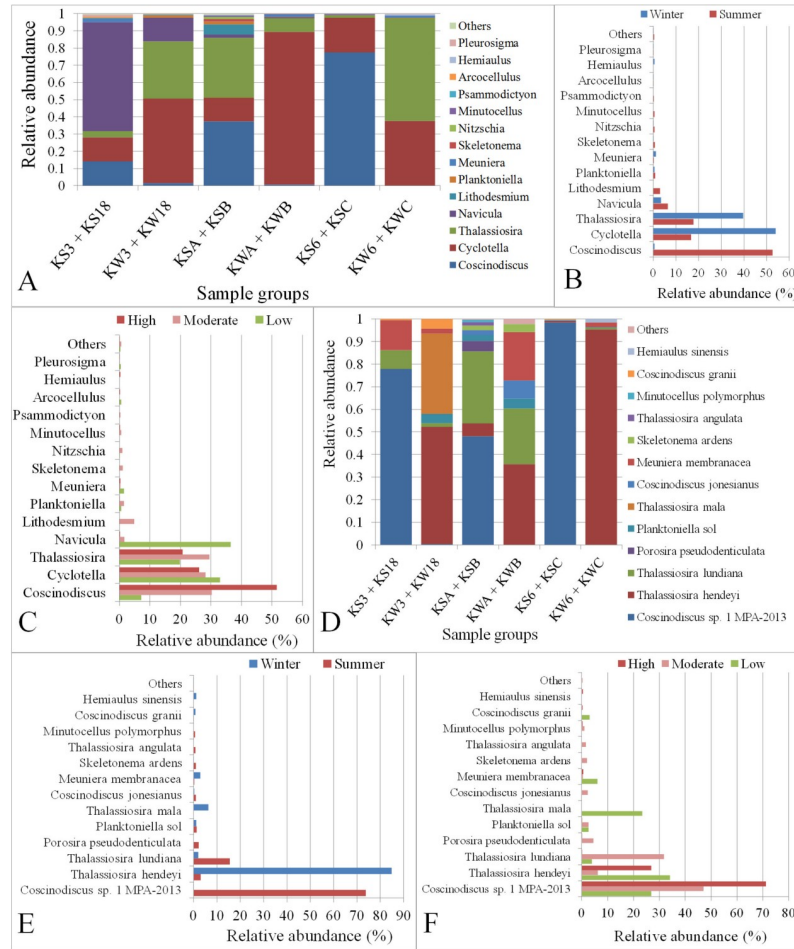 1
0.9
0.8
0.7
0.6
0.5
0.4
0.3
0.2
0.1
0
Relative abundance
KS3 + KS18
KW3 + KW18
KSA + KSB
KWA + KWB
KS6 + KSC
KW6 + KWC
Sample groups
A
Others
Pleurosigma
Hemiaulus
Arcocellulus
Psammodictyon
Minutocellus
Nitzschia
Skeletonema
Meuniera
Planktoniella
Lithodesmium
Navicula
Thalassiosira
Cyclotella
Coscinodiscus
Winter Summer
Others
Pleurosigma
Hemiaulus
Arcocellulus
Psammodictyon
Minutocellus
Nitzschia
Skeletonema
Meuniera
Planktoniella
Lithodesmium
Navicula
Thalassiosira
Cyclotella
Coscinodiscus
0 10 20 30 40 50 60
Relative abundance (%)
B
High Moderate Low
Others
Pleurosigma
Hemiaulus
Arcocellulus
Psammodictyon
Minutocellus
Nitzschia
Skeletonema
Meuniera
Planktoniella
Lithodesmium
Navicula
Thalassiosira
Cyclotella
Coscinodiscus
0 10 20 30 40 50 60
Relative abundance (%)
C
1
0.9
0.8
0.7
0.6
0.5
0.4
0.3
0.2
0.1
0
Relative abundance
KS3 + KS18
KW3 + KW18
KSA + KSB
KWA + KWB
KS6 + KSC
KW6 + KWC
Sample groups
D
Others
Hemiaulus sinensis
Coscinodiscus granii
Minutocellus polymorphus
Thalassiosira angulata
Skeletonema ardens
Meuniera membranacea
Coscinodiscus jonesianus
Thalassiosira mala
Planktoniella sol
Porosira pseudodenticulata
Thalassiosira lundiana
Thalassiosira hendeyi
Coscinodiscus sp. 1 MPA-2013
Winter Summer
Others
Hemiaulus sinensis
Coscinodiscus granii
Minutocellus polymorphus
Thalassiosira angulata
Skeletonema ardens
Meuniera membranacea
Coscinodiscus jonesianus
Thalassiosira mala
Planktoniella sol
Porosira pseudodenticulata
Thalassiosira lundiana
Thalassiosira hendeyi
Coscinodiscus sp. 1 MPA-2013
0 10 20 30 40 50 60 70 80 90
Relative abundance (%)
E
High Moderate Low
Others
Hemiaulus sinensis
Coscinodiscus granii
Minutocellus polymorphus
Thalassiosira angulata
Skeletonema ardens
Meuniera membranacea
Coscinodiscus jonesianus
Thalassiosira mala
Planktoniella sol
Porosira pseudodenticulata
Thalassiosira lundiana
Thalassiosira hendeyi
Coscinodiscus sp. 1 MPA-2013
0 10 20 30 40 50 60 70 80
Relative abundance (%)
F